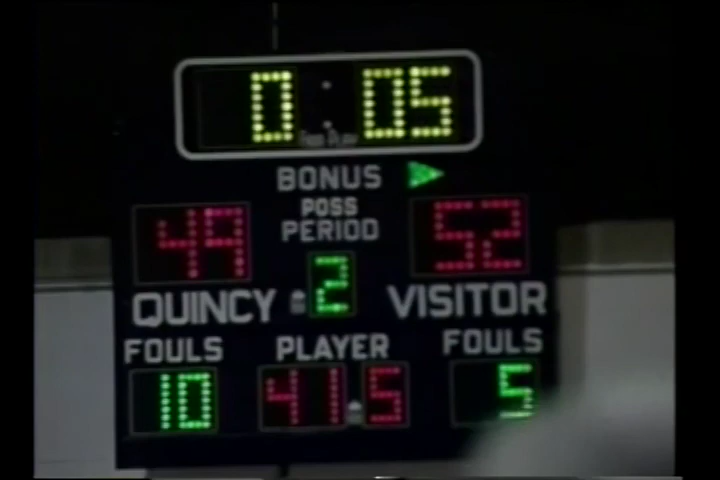 0:05
BONUS
49 POSS 52
PERIOD
2
QUINCY VISITOR
FOULS PLAYER FOULS
10 41 5 5